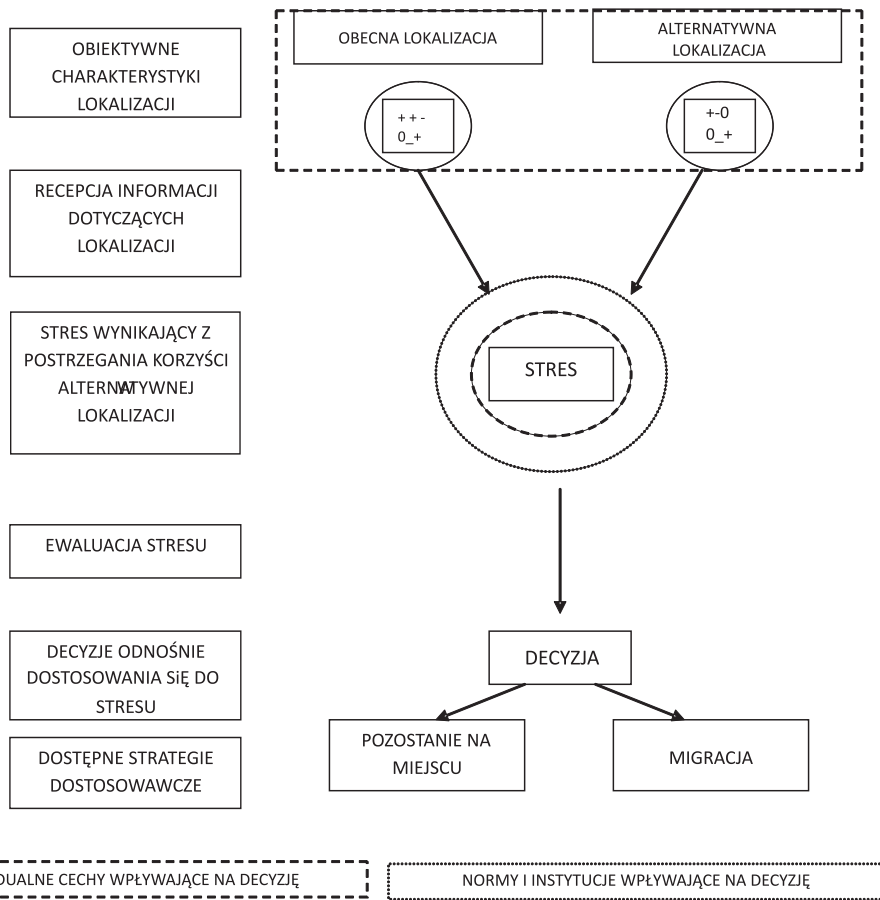 OBIEKTYWNE
CHARAKTERYSTYKI
LOKALIZACJI
OBECNA LOKALIZACJA
ALTERNATYWNA
LOKALIZACJA
+ + -
0_+
+-0
0_+
RECEPCJA INFORMACJI
DOTYCZĄCYCH
LOKALIZACJI
STRES WYNIKAJĄCY Z
POSTRZEGANIA KORZYŚCI
ALTERNATYWNEJ
LOKALIZACJI
STRES
EWALUACJA STRESU
DECYZJE ODNOŚNIE
DOSTOSOWANIA SiĘ DO
STRESU
DECYZJA
DOSTĘPNE STRATEGIE
DOSTOSOWAWCZE
POZOSTANIE NA
MIEJSCU
MIGRACJA
DUALNE CECHY WPŁYWAJĄCE NA DECYZJĘ
NORMY I INSTYTUCJE WPŁYWAJĄCE NA DECYZJĘ